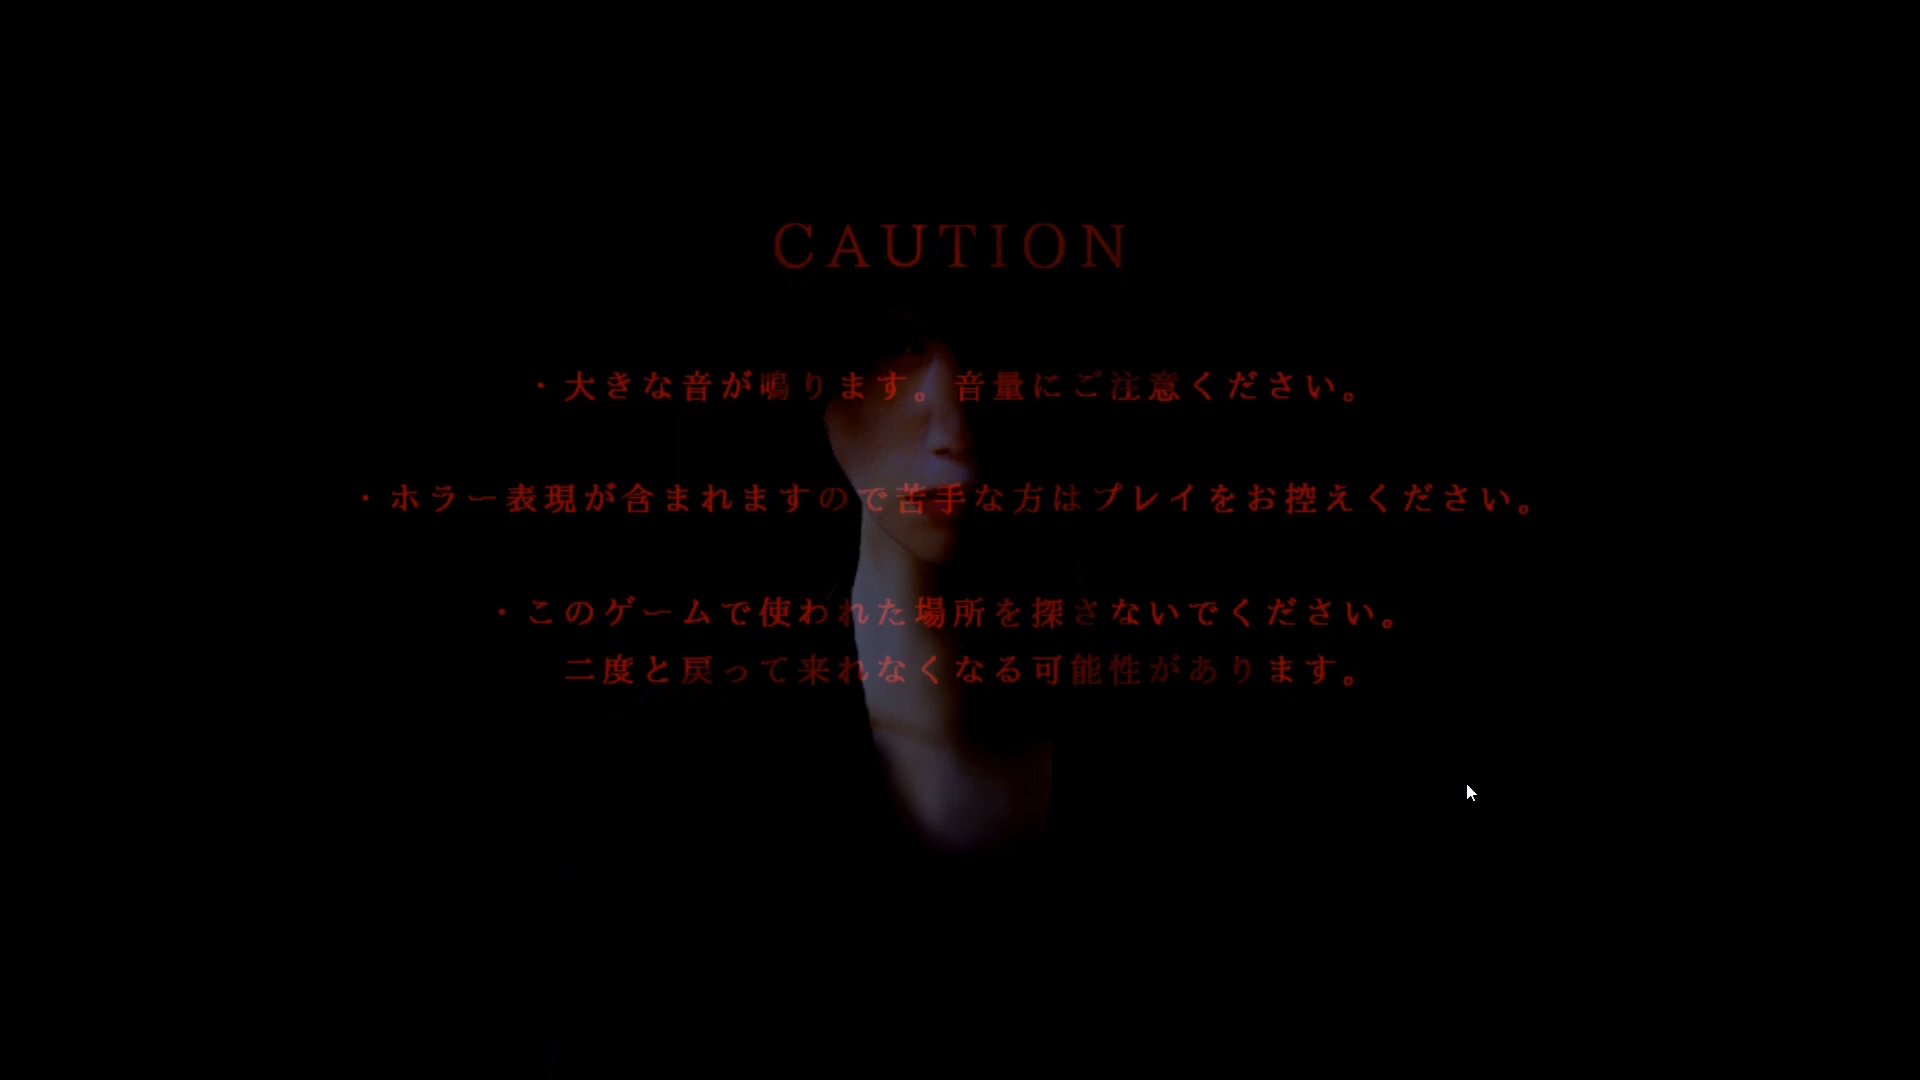 CAUTION
・大きな音が鳴ります。音量にご注意ください。
・ホラー表現が含まれますので苦手な方はプレイをお控えください。
・このゲームで使われた場所を探さないでください。
二度と戻って来れなくなる可能性があります。